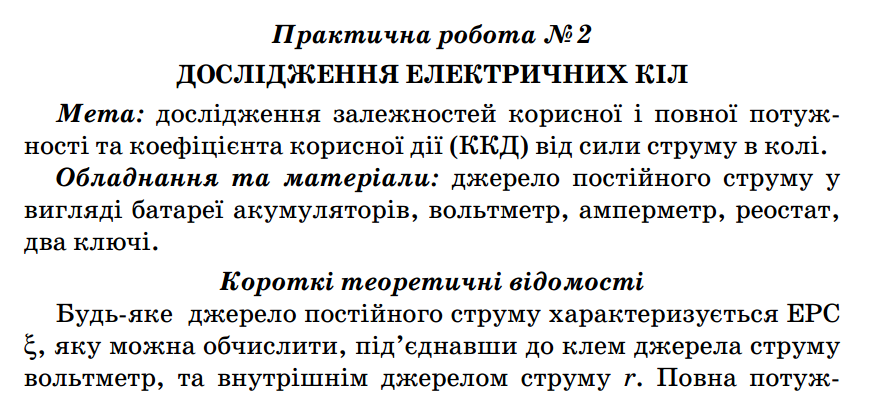 Практична робота № 2
ДОСЛІДЖЕННЯ ЕЛЕКТРИЧНИХ КІЛ
Мета: дослідження залежностей корисної і повної потуж-
ності та коефіцієнта корисної дії (ККД) від сили струму в колі.
Обладнання та матеріали: джерело постійного струму у
вигляді батареї акумуляторів, вольтметр, амперметр, реостат,
два ключі.
Короткі теоретичні відомості
Будь-яке джерело постійного струму характеризується ЕРС
ξ, яку можна обчислити, під’єднавши до клем джерела струму
вольтметр, та внутрішнім джерелом струму r. Повна потуж-